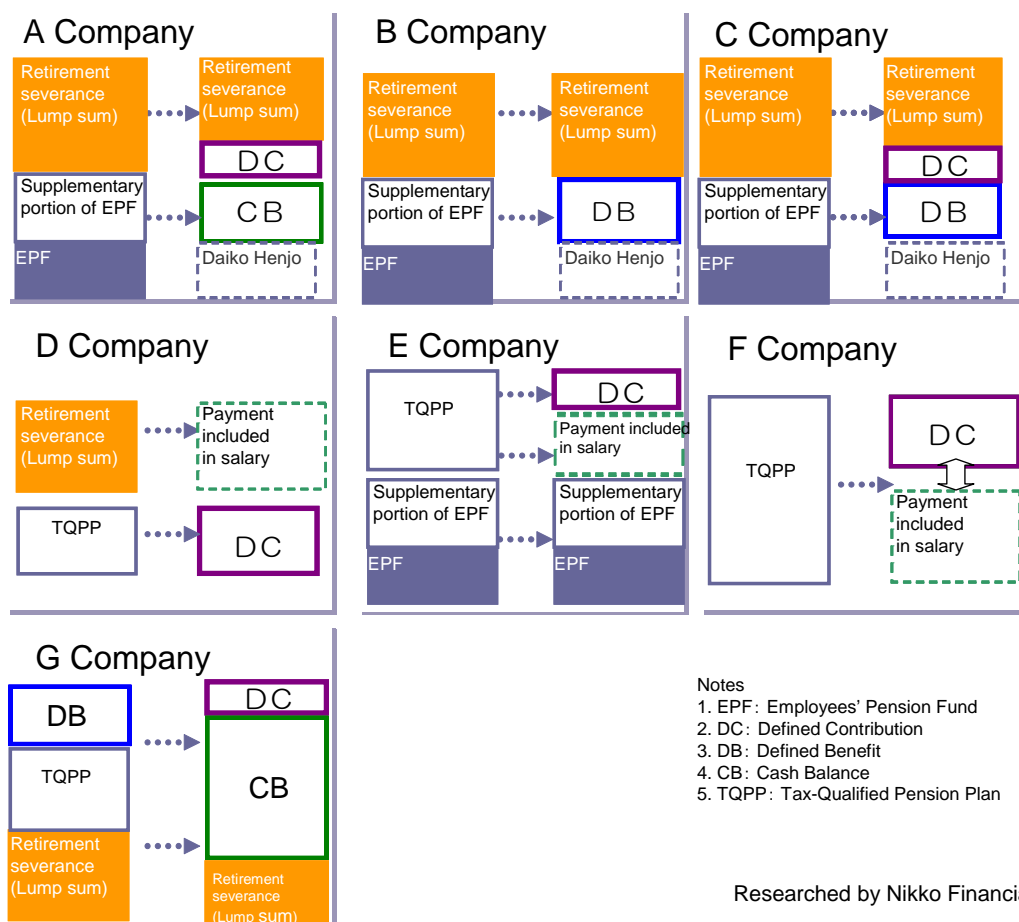 A Company
Retirement
severance
(Lump sum)
Supplementary
portion of EPF
EPF
Retirement
severance
(Lump sum)
DC
CB
Daiko Henjo
B Company
Retirement
severance
(Lump sum)
Supplementary
portion of EPF
EPF
Retirement
severance
(Lump sum)
DB
Daiko Henjo
C Company
Retirement
severance
(Lump sum)
Supplementary
portion of EPF
EPF
Retirement
severance
(Lump sum)
DC
DB
Daiko Henjo
D Company
Retirement
severance
(Lump sum)
TQPP
Payment
included
in salary
DC
E Company
TQPP
Supplementary
portion of EPF
EPF
DC
Payment included
in salary
Supplementary
portion of EPF
EPF
F Company
TQPP
DC
Payment
included
in salary
G Company
DB
TQPP
Retirement
severance
(Lump sum)
DC
CB
Retirement
severance
(Lump sum)
Notes
1. EPF: Employees' Pension Fund
2. DC: Defined Contribution
3. DB: Defined Benefit
4. CB: Cash Balance
5. TQPP: Tax-Qualified Pension Plan
Researched by Nikko Financia